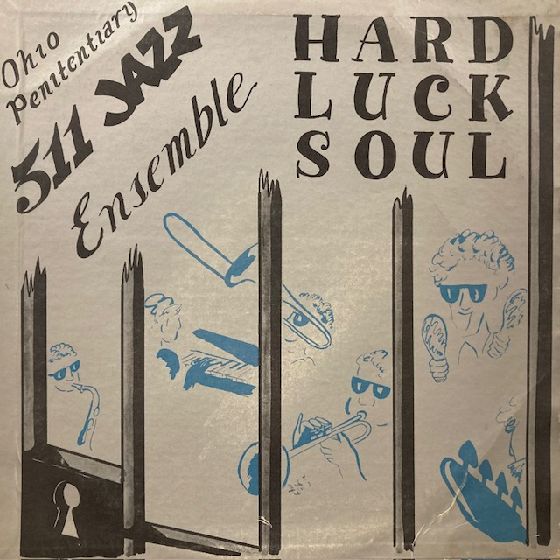 Ohio
Penitentiary
511 JAZZ
Ensemble
HARD
LUCK
SOUL